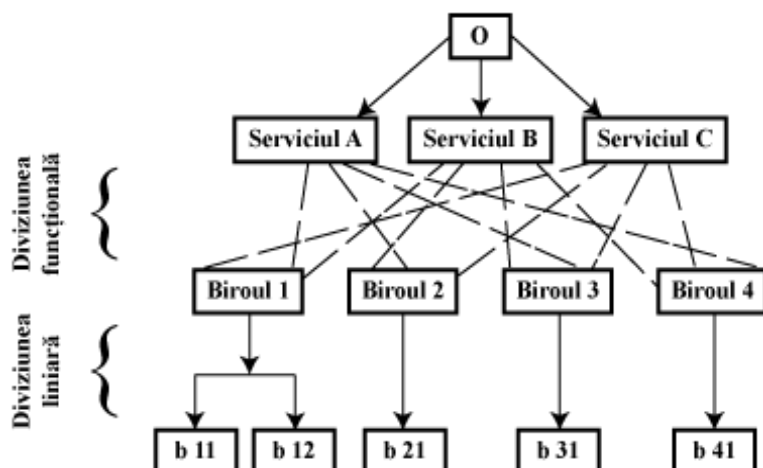 O
Serviciul A
Serviciul B
Serviciul C
Diviziunea
funcțională
Biroul 1
Biroul 2
Biroul 3
Biroul 4
Diviziunea
liniară
b 11
b 12
b 21
b 31
b 41